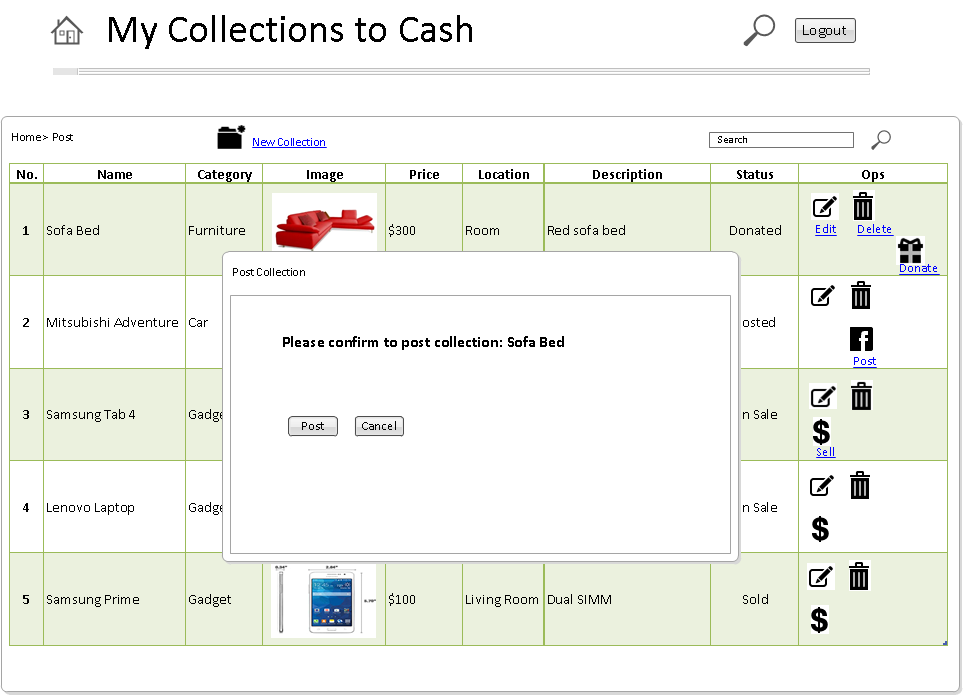 My Collections to Cash
Logout
Home> Post
New Collection
Search
No. Name Category Image Price Location Description Status Ops
1 Sofa Bed Furniture $300 Room Red sofa bed Donated
Edit Delete
Donate
Post Collection
2 Mitsubishi Adventure Car osted
Please confirm to post collection: Sofa Bed
Post
3 Samsung Tab 4 Gadge n Sale
Post Cancel
Sell
4 Lenovo Laptop Gadge n Sale
5 Samsung Prime Gadget $100 Living Room Dual SIMM Sold